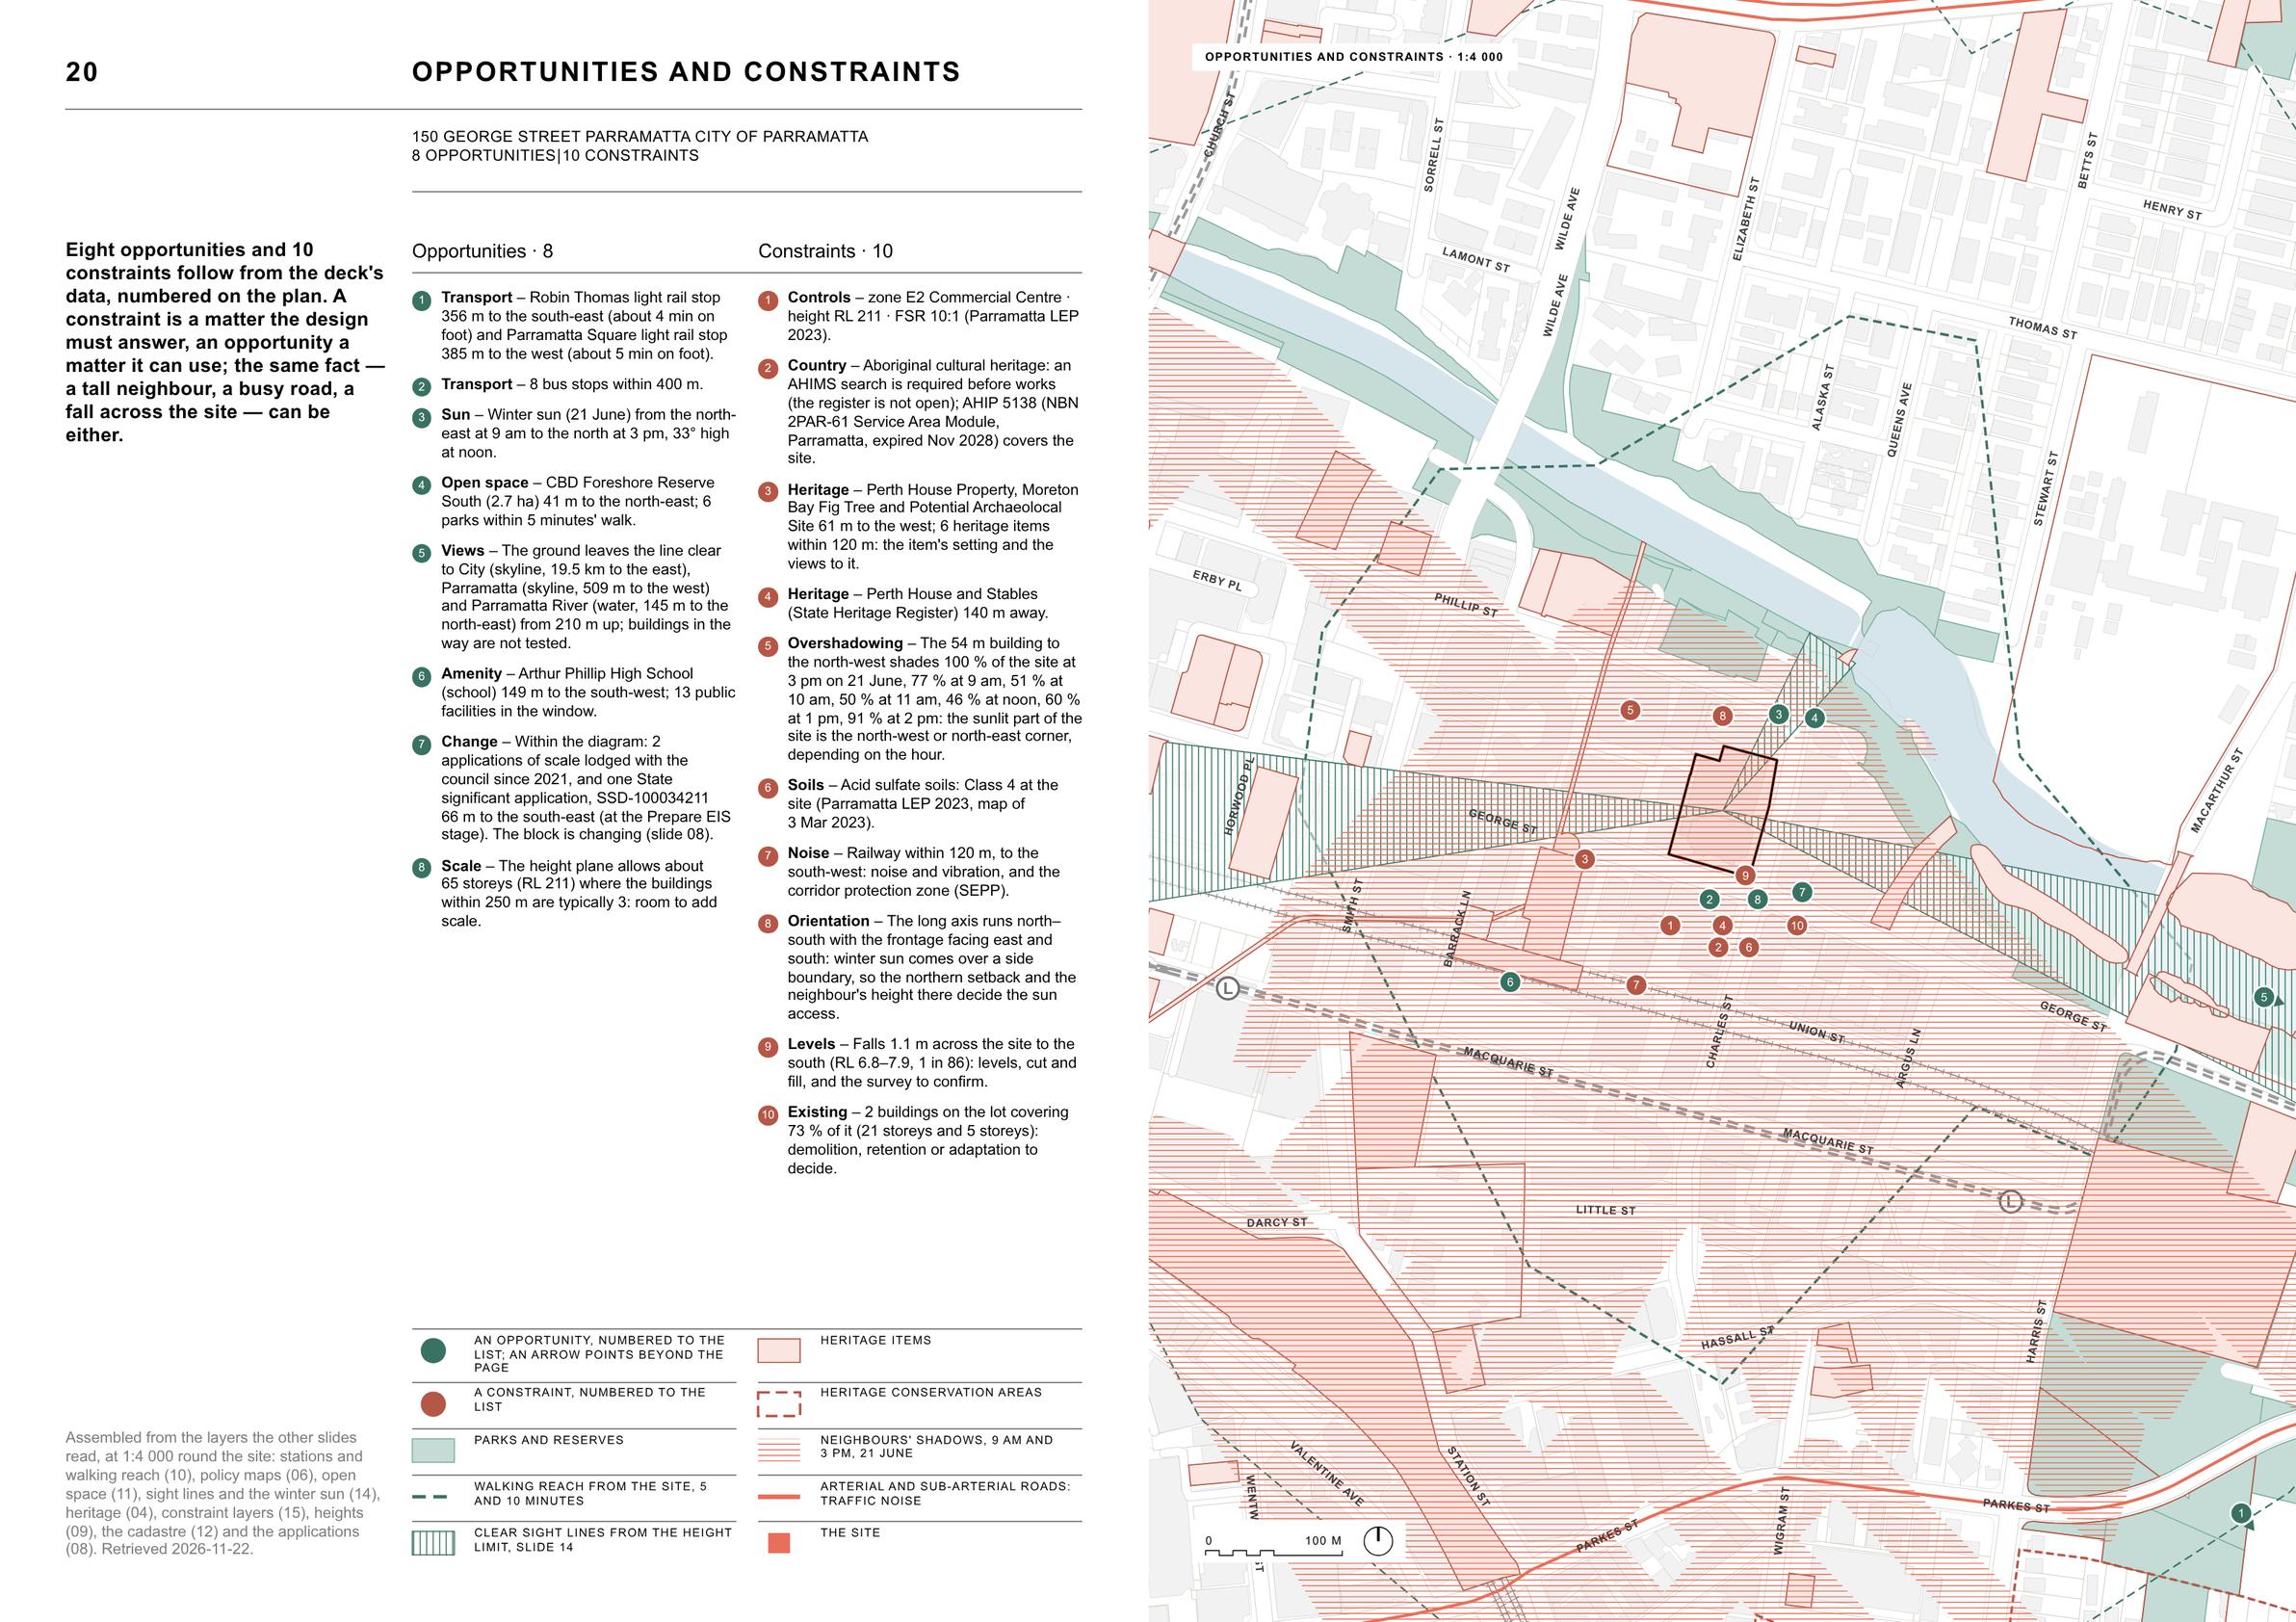 20
OPPORTUNITIES AND CONSTRAINTS
150 GEORGE STREET PARRAMATTA CITY OF PARRAMATTA
8 OPPORTUNITIES|10 CONSTRAINTS
Eight opportunities and 10
constraints follow from the deck's
data, numbered on the plan. A
constraint is a matter the design
must answer, an opportunity a
matter it can use; the same fact —
a tall neighbour, a busy road, a
fall across the site — can be
either.
Opportunities · 8
1 Transport – Robin Thomas light rail stop
356 m to the south-east (about 4 min on
foot) and Parramatta Square light rail stop
385 m to the west (about 5 min on foot).
2 Transport – 8 bus stops within 400 m.
3 Sun – Winter sun (21 June) from the north-
east at 9 am to the north at 3 pm, 33° high
at noon.
4 Open space – CBD Foreshore Reserve
South (2.7 ha) 41 m to the north-east; 6
parks within 5 minutes' walk.
5 Views – The ground leaves the line clear
to City (skyline, 19.5 km to the east),
Parramatta (skyline, 509 m to the west)
and Parramatta River (water, 145 m to the
north-east) from 210 m up; buildings in the
way are not tested.
6 Amenity – Arthur Phillip High School
(school) 149 m to the south-west; 13 public
facilities in the window.
7 Change – Within the diagram: 2
applications of scale lodged with the
council since 2021, and one State
significant application, SSD-100034211
66 m to the south-east (at the Prepare EIS
stage). The block is changing (slide 08).
8 Scale – The height plane allows about
65 storeys (RL 211) where the buildings
within 250 m are typically 3: room to add
scale.
Constraints · 10
1 Controls – zone E2 Commercial Centre ·
height RL 211 · FSR 10:1 (Parramatta LEP
2023).
2 Country – Aboriginal cultural heritage: an
AHIMS search is required before works
(the register is not open); AHIP 5138 (NBN
2PAR-61 Service Area Module,
Parramatta, expired Nov 2028) covers the
site.
3 Heritage – Perth House Property, Moreton
Bay Fig Tree and Potential Archaeolocal
Site 61 m to the west; 6 heritage items
within 120 m: the item's setting and the
views to it.
4 Heritage – Perth House and Stables
(State Heritage Register) 140 m away.
5 Overshadowing – The 54 m building to
the north-west shades 100 % of the site at
3 pm on 21 June, 77 % at 9 am, 51 % at
10 am, 50 % at 11 am, 46 % at noon, 60 %
at 1 pm, 91 % at 2 pm: the sunlit part of the
site is the north-west or north-east corner,
depending on the hour.
6 Soils – Acid sulfate soils: Class 4 at the
site (Parramatta LEP 2023, map of
3 Mar 2023).
7 Noise – Railway within 120 m, to the
south-west: noise and vibration, and the
corridor protection zone (SEPP).
8 Orientation – The long axis runs north–
south with the frontage facing east and
south: winter sun comes over a side
boundary, so the northern setback and the
neighbour's height there decide the sun
access.
9 Levels – Falls 1.1 m across the site to the
south (RL 6.8–7.9, 1 in 86): levels, cut and
fill, and the survey to confirm.
10 Existing – 2 buildings on the lot covering
73 % of it (21 storeys and 5 storeys):
demolition, retention or adaptation to
decide.
AN OPPORTUNITY, NUMBERED TO THE
LIST; AN ARROW POINTS BEYOND THE
PAGE
A CONSTRAINT, NUMBERED TO THE
LIST
PARKS AND RESERVES
WALKING REACH FROM THE SITE, 5
AND 10 MINUTES
CLEAR SIGHT LINES FROM THE HEIGHT
LIMIT, SLIDE 14
HERITAGE ITEMS
HERITAGE CONSERVATION AREAS
NEIGHBOURS' SHADOWS, 9 AM AND
3 PM, 21 JUNE
ARTERIAL AND SUB-ARTERIAL ROADS:
TRAFFIC NOISE
THE SITE
Assembled from the layers the other slides
read, at 1:4 000 round the site: stations and
walking reach (10), policy maps (06), open
space (11), sight lines and the winter sun (14),
heritage (04), constraint layers (15), heights
(09), the cadastre (12) and the applications
(08). Retrieved 2026-11-22.
OPPORTUNITIES AND CONSTRAINTS · 1:4 000
CHURCH ST
SORRELL ST
WILDE AVE
WILDE AVE
ELIZABETH ST
BETTS ST
HENRY ST
LAMONT ST
THOMAS ST
ALASKA ST
QUEENS AVE
STEWART ST
ERBY PL
PHILLIP ST
5
8
3
4
HORWOOD PL
GEORGE ST
MACARTHUR ST
3
9
2
8
7
SMITH ST
BARRACK LN
1
4
10
2
6
6
7
L
5
GEORGE ST
CHARLES ST
UNION ST
ARGUS LN
MACQUARIE ST
MACQUARIE ST
L
DARCY ST
LITTLE ST
HASSALL ST
HARRIS ST
VALENTINE AVE
STATION ST
WENTW
ST
WIGRAM ST
PARKES ST
PARKES ST
1
0
100 M